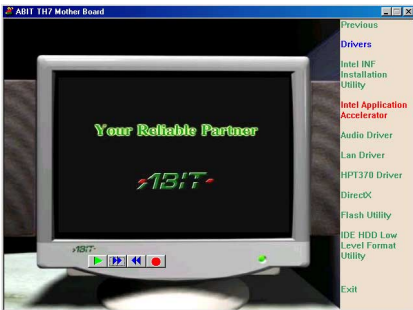 ABIT TH7 Mother Board
Previous
Drivers
Intel INF
Installation
Utility
Intel Application
Accelerator
Audio Driver
Lan Driver
HPT370 Driver
DirectX
Flash Utility
IDE HDD Low
Level Format
Utility
Exit
Your Reliable Partner
ABIT
ABIT